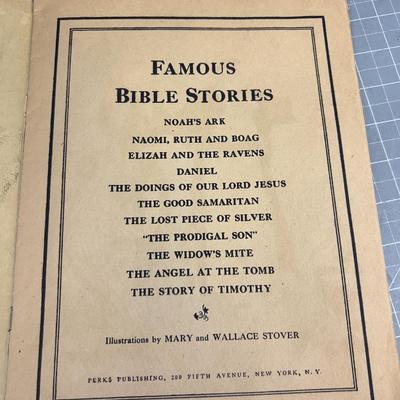 FAMOUS
BIBLE STORIES
NOAH'S ARK
NAOMI, RUTH AND BOAG
ELIZAH AND THE RAVENS
DANIEL
THE DOINGS OF OUR LORD JESUS
THE GOOD SAMARITAN
THE LOST PIECE OF SILVER
"THE PRODIGAL SON"
THE WIDOW'S MITE
THE ANGEL AT THE TOMB
THE STORY OF TIMOTHY
Illustrations by MARY and WALLACE STOVER
PERKS PUBLISHING, 200 FIFTH AVENUE, NEW YORK, N. Y.